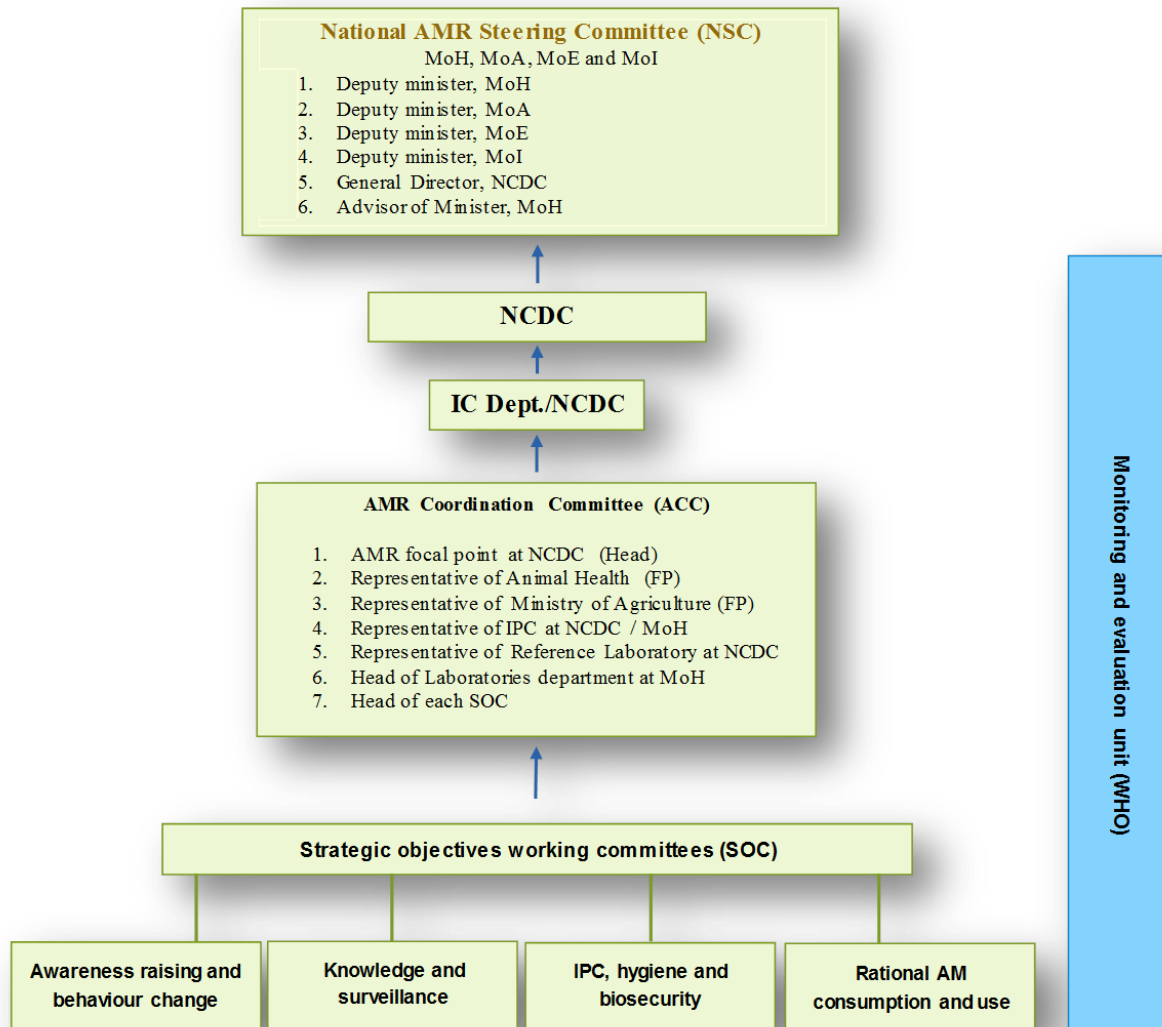 National AMR Steering Committee (NSC)
MoH, MoA, MoE and MoI
1. Deputy minister, MoH
2. Deputy minister, MoA
3. Deputy minister, MoE
4. Deputy minister, MoI
5. General Director, NCDC
6. Advisor of Minister, MoH
NCDC
IC Dept./NCDC
AMR Coordination Committee (ACC)
1. AMR focal point at NCDC (Head)
2. Representative of Animal Health (FP)
3. Representative of Ministry of Agriculture (FP)
4. Representative of IPC at NCDC / MoH
5. Representative of Reference Laboratory at NCDC
6. Head of Laboratories department at MoH
7. Head of each SOC
Strategic objectives working committees (SOC)
Awareness raising and
behaviour change
Knowledge and
surveillance
IPC, hygiene and
biosecurity
Rational AM
consumption and use
Monitoring and evaluation unit (WHO)